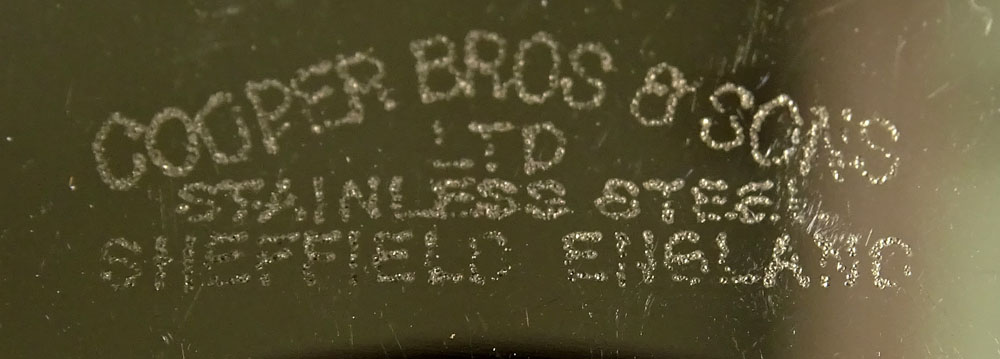 COOPER BROS & SONS
LTD
STAINLESS STEEL
SHEFFIELD ENGLAND